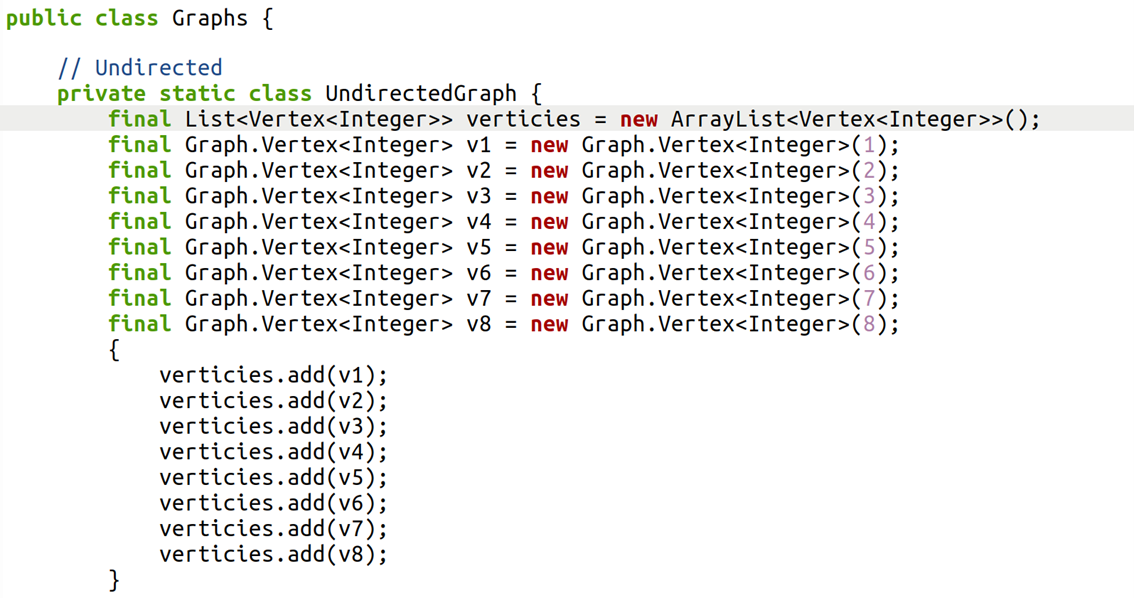 public class Graphs {
// Undirected
private static class UndirectedGraph {
final List<Vertex<Integer>> verticies = new ArrayList<Vertex<Integer>>();
final Graph.Vertex<Integer> v1 = new Graph.Vertex<Integer>(1);
final Graph.Vertex<Integer> v2 = new Graph.Vertex<Integer>(2);
final Graph.Vertex<Integer> v3 = new Graph.Vertex<Integer>(3);
final Graph.Vertex<Integer> v4 = new Graph.Vertex<Integer>(4);
final Graph.Vertex<Integer> v5 = new Graph.Vertex<Integer>(5);
final Graph.Vertex<Integer> v6 = new Graph.Vertex<Integer>(6);
final Graph.Vertex<Integer> v7 = new Graph.Vertex<Integer>(7);
final Graph.Vertex<Integer> v8 = new Graph.Vertex<Integer>(8);
{
verticies.add(v1);
verticies.add(v2);
verticies.add(v3);
verticies.add(v4);
verticies.add(v5);
verticies.add(v6);
verticies.add(v7);
verticies.add(v8);
}